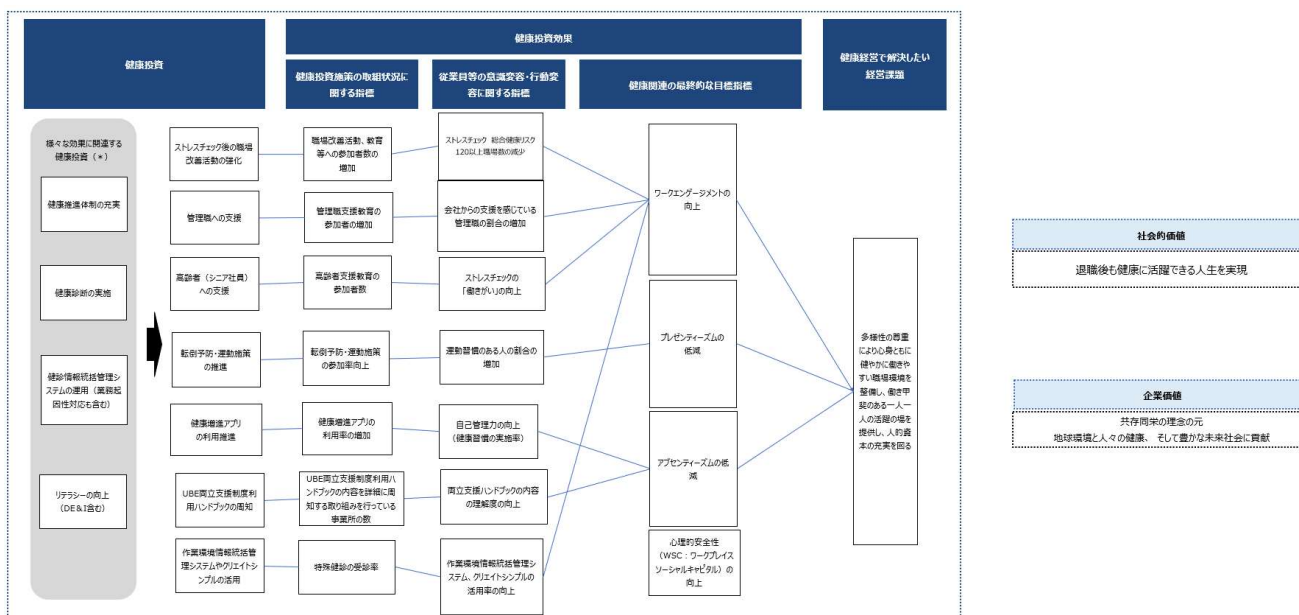 健康投資
健康投資効果
健康経営で解決したい
経営課題
健康投資施策の取組状況に
関する指標
従業員等の意識変容・行動変
容に関する指標
健康関連の最終的な目標指標
様々な効果に関連する
健康投資(*)
健康推進体制の充実
健康診断の実施
健診情報統括管理シ
ステムの運用(業務起
因性対応も含む)
リテラシーの向上
(DE&I含む)
ストレスチェック後の職場
改善活動の強化
管理職への支援
高齢者(シニア社員)
への支援
転倒予防・運動施策
の推進
健康増進アプリ
の利用推進
UBE両立支援制度利
用ハンドブックの周知
作業環境情報統括管
理システムやクリエイトシ
ンプルの活用
職場改善活動、教育
等への参加者数の
増加
管理職支援教育の
参加者の増加
高齢者支援教育の
参加者数
転倒予防・運動施策
の参加率向上
健康増進アプリの
利用率の増加
UBE両立支援制度利用ハ
ンドブックの内容を詳細に周
知する取り組みを行っている
事業所の数
特殊健診の受診率
ストレスチェック 総合健康リスク
120以上職場数の減少
会社からの支援を感じている
管理職の割合の増加
ストレスチェックの
「働きがい」の向上
運動習慣のある人の割合の
増加
自己管理力の向上
(健康習慣の実施率)
両立支援ハンドブックの内容
の理解度の向上
作業環境情報統括管理シ
ステム、クリエイトシンプルの
活用率の向上
ワークエンゲージメントの
向上
プレゼンティーズムの
低減
アブセンティーズムの低
減
心理的安全性
(WSC:ワークプレイス
ソーシャルキャピタル)の
向上
多様性の尊重
により心身ともに
健やかに働きや
すい職場環境を
整備し、働き甲
斐のある一人一
人の活躍の場を
提供し、人的資
本の充実を図る
社会的価値
退職後も健康に活躍できる人生を実現
企業価値
共存同栄の理念の元
地球環境と人々の健康、そして豊かな未来社会に貢献